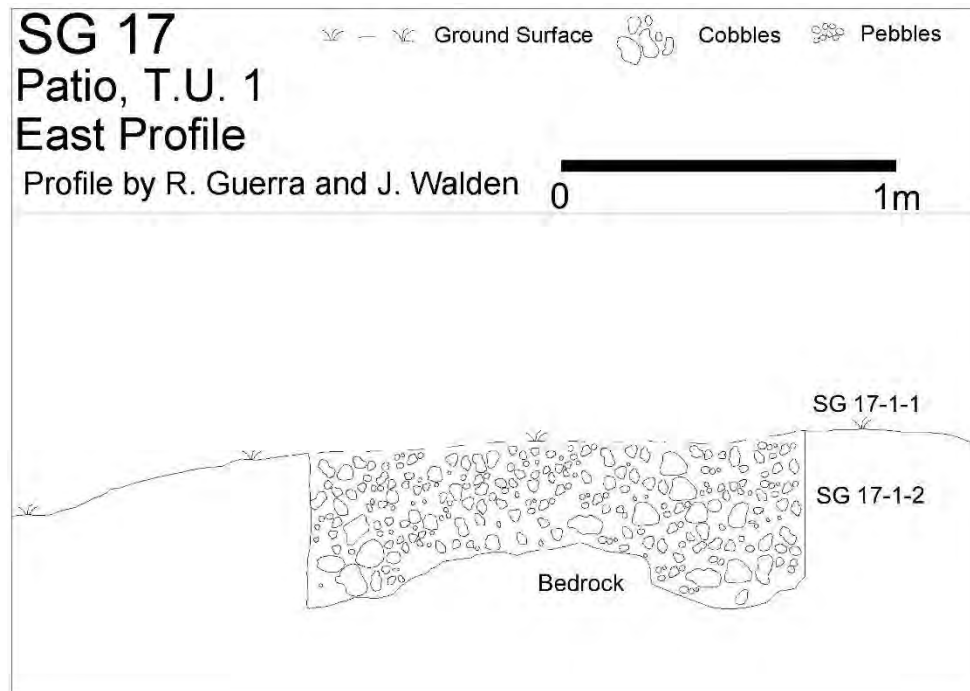 SG 17
Patio, T.U. 1
East Profile
Profile by R. Guerra and J. Walden
Ground Surface
Cobbles
Pebbles
0
1m
SG 17-1-1
SG 17-1-2
Bedrock